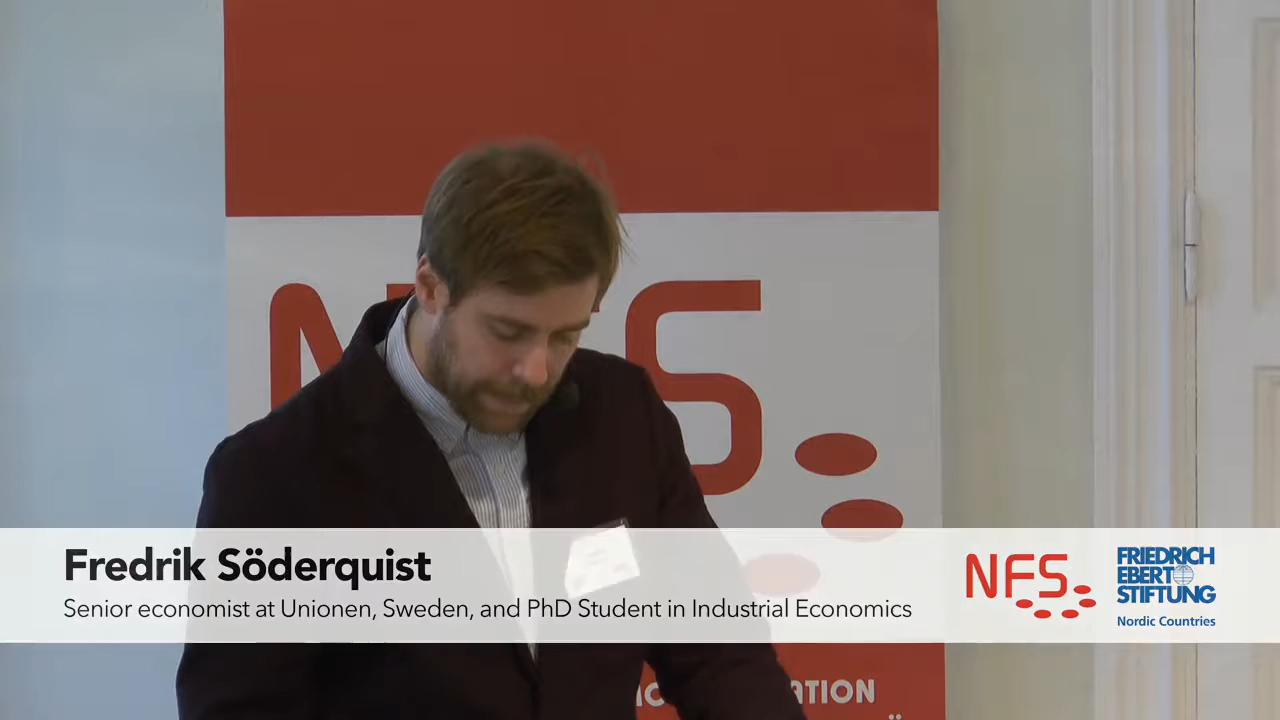 NFS
Fredrik Söderquist
Senior economist at Unionen, Sweden, and PhD Student in Industrial Economics
NFS
FRIEDRICH
EBERT
STIFTUNG
Nordic Countries